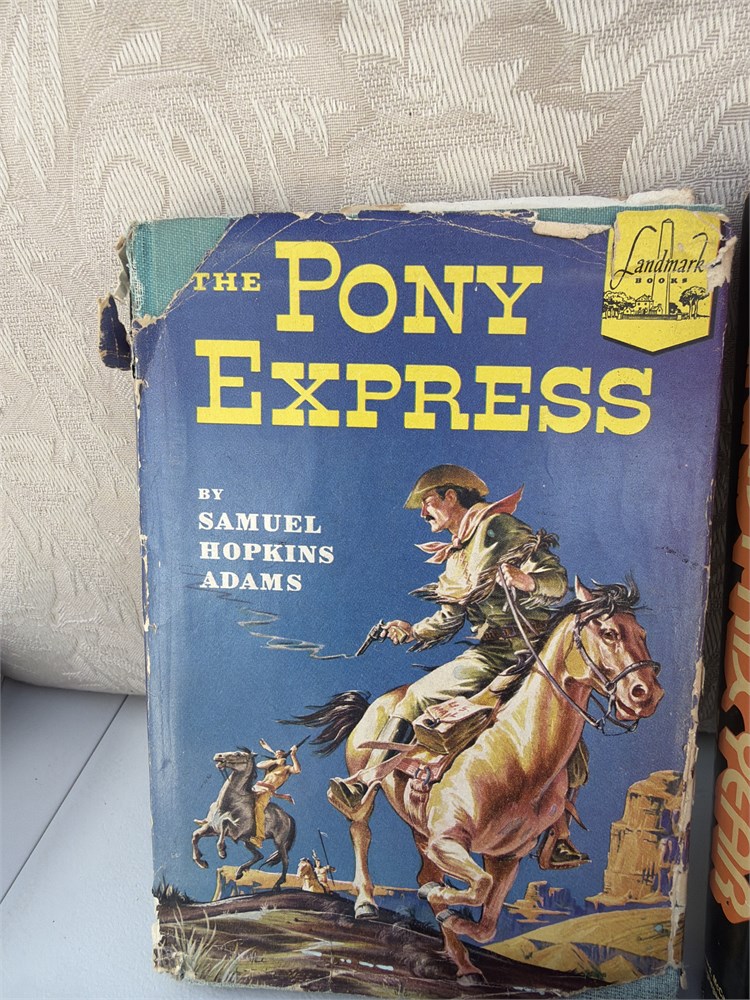 THE PONY
EXPRESS
Landmark
BOOKS
BY
SAMUEL
HOPKINS
ADAMS